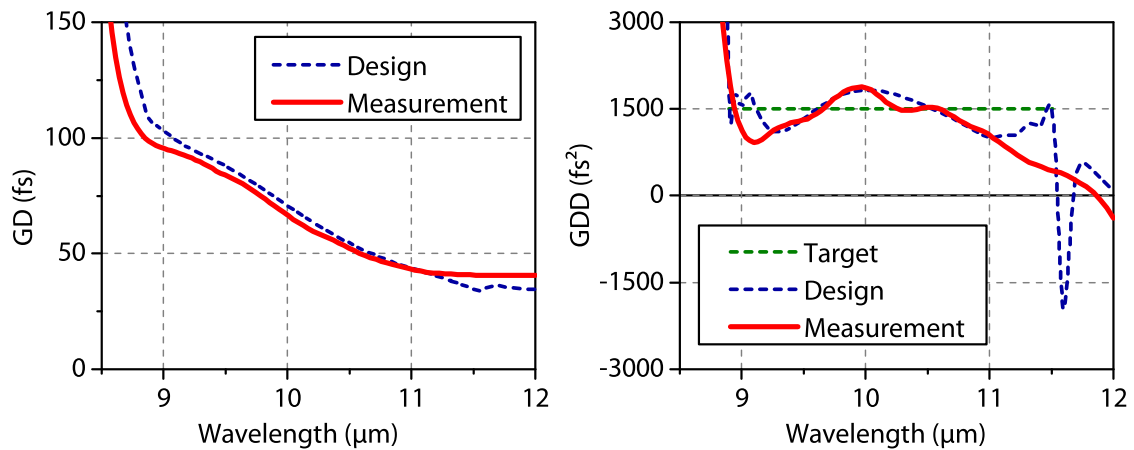 150
100
50
0
GD (fs)
Design
Measurement
9
10
11
12
Wavelength (µm)
3000
1500
0
-1500
-3000
GDD (fs²)
Target
Design
Measurement
9
10
11
12
Wavelength (µm)